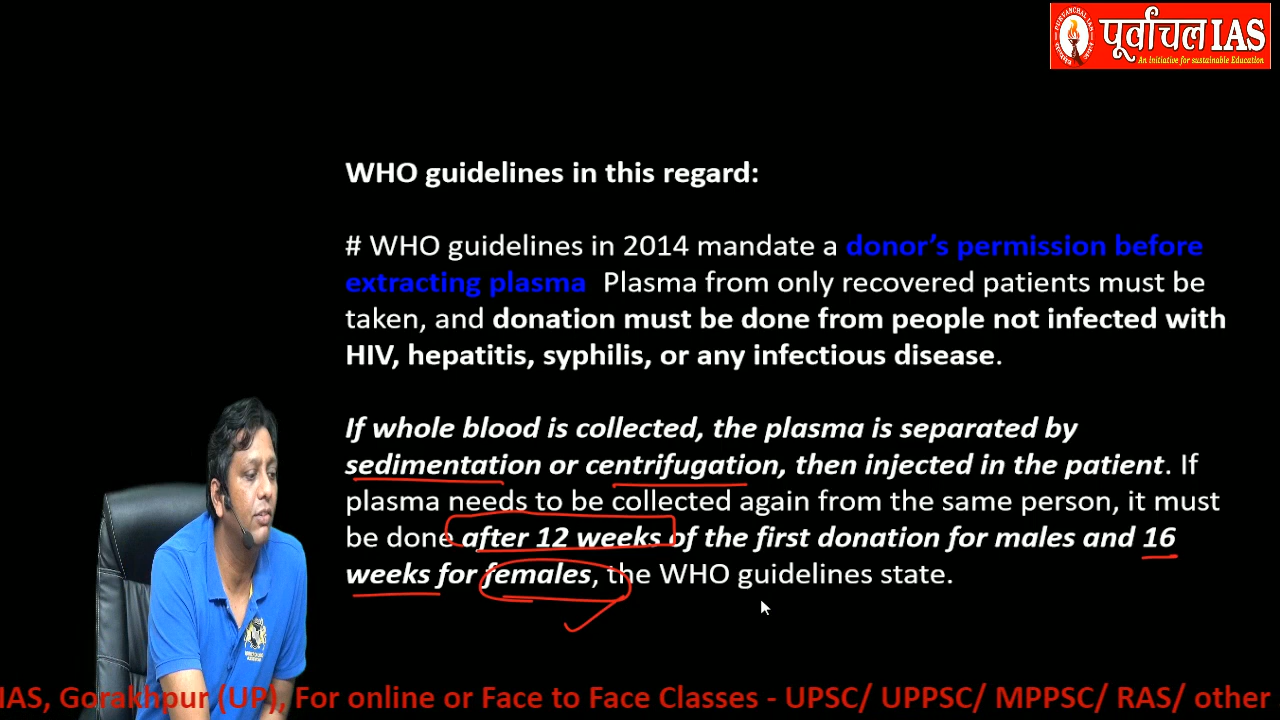 पूर्वांचल IAS
An initiative for sustainable Education
WHO guidelines in this regard:
# WHO guidelines in 2014 mandate a donor’s permission before
extracting plasma Plasma from only recovered patients must be
taken, and donation must be done from people not infected with
HIV, hepatitis, syphilis, or any infectious disease.
If whole blood is collected, the plasma is separated by
sedimentation or centrifugation, then injected in the patient. If
plasma needs to be collected again from the same person, it must
be done after 12 weeks of the first donation for males and 16
weeks for females, the WHO guidelines state.
IAS, Gorakhpur (UP), For online or Face to Face Classes - UPSC/ UPPSC/ MPPSC/ RAS/ other